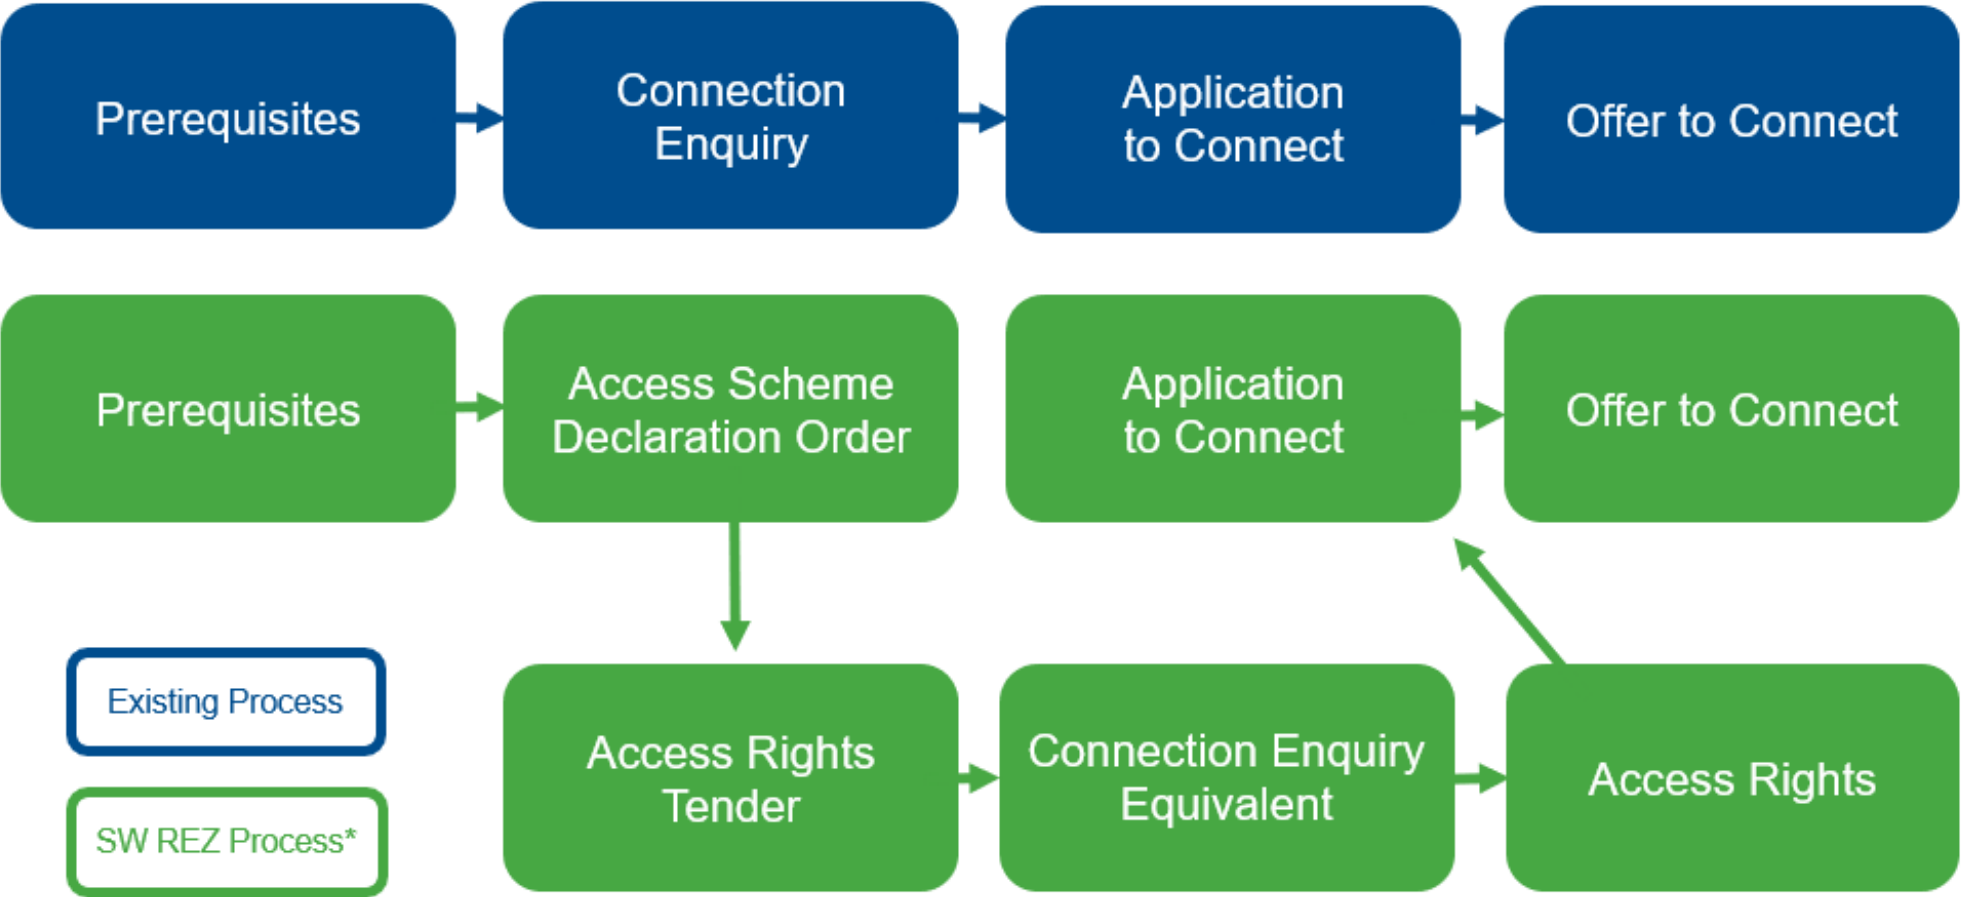 Prerequisites
Connection
Enquiry
Application
to Connect
Offer to Connect
Prerequisites
Access Scheme
Declaration Order
Application
to Connect
Offer to Connect
Existing Process
SW REZ Process*
Access Rights
Tender
Connection Enquiry
Equivalent
Access Rights